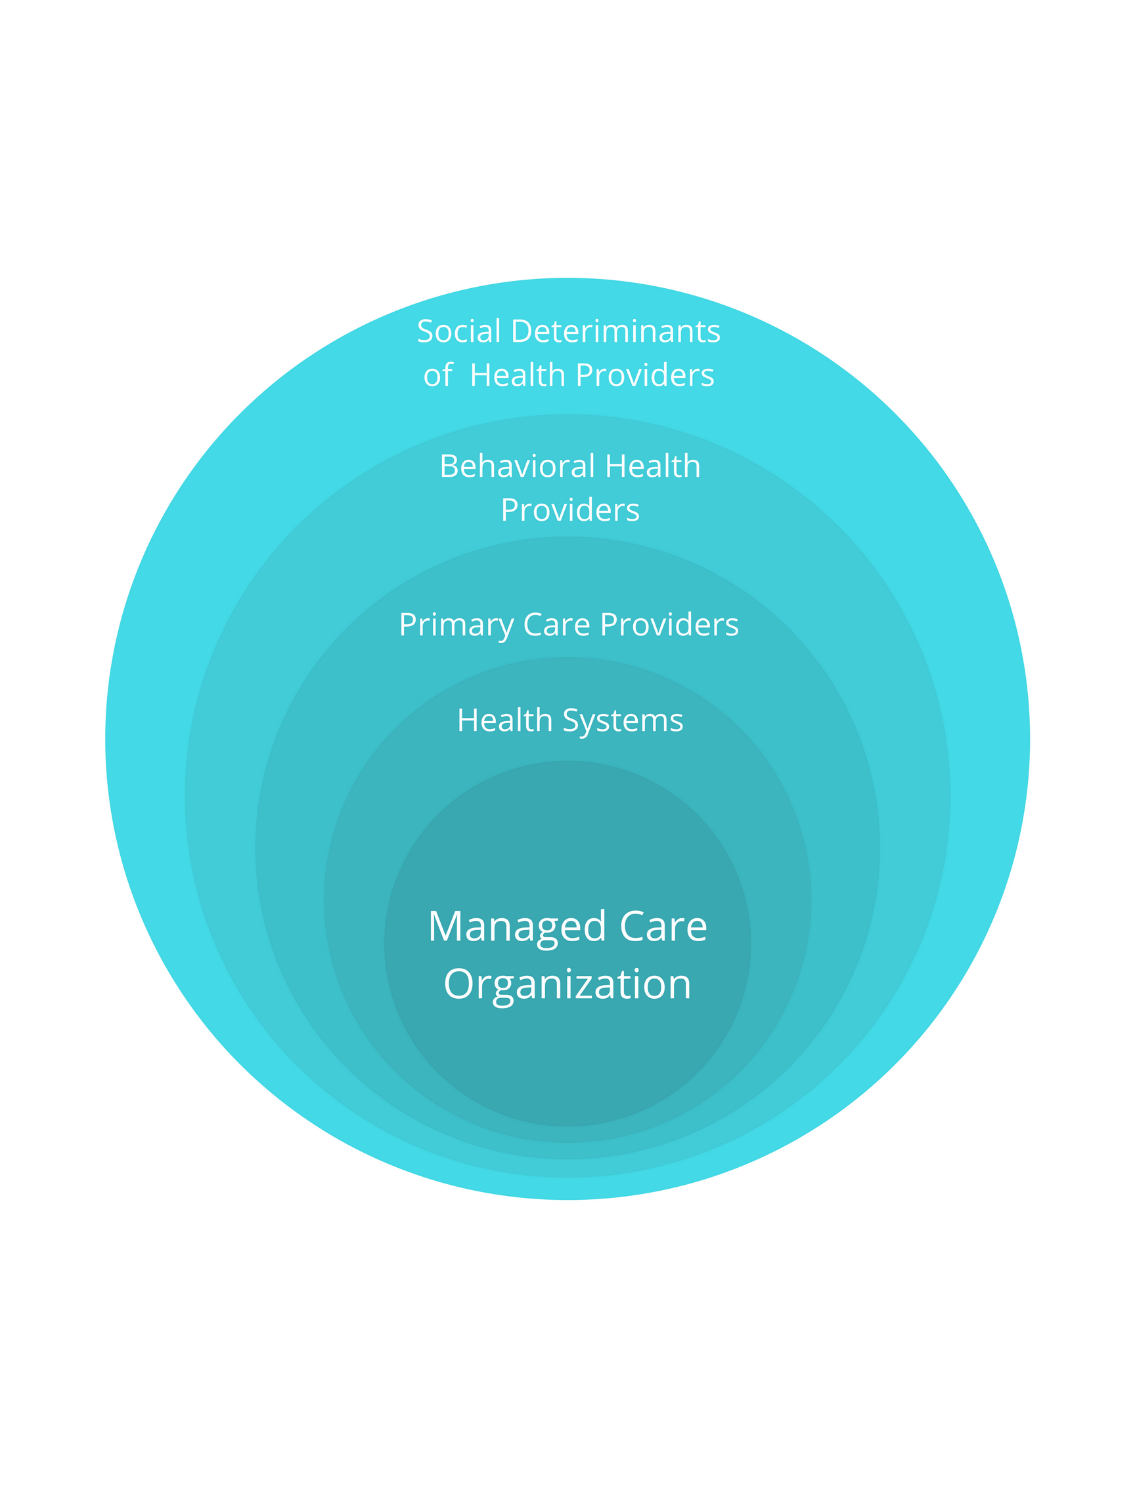 Social Deteriminants
of  Health Providers
Behavioral Health
Providers
Primary Care Providers
Health Systems
Managed Care
Organization